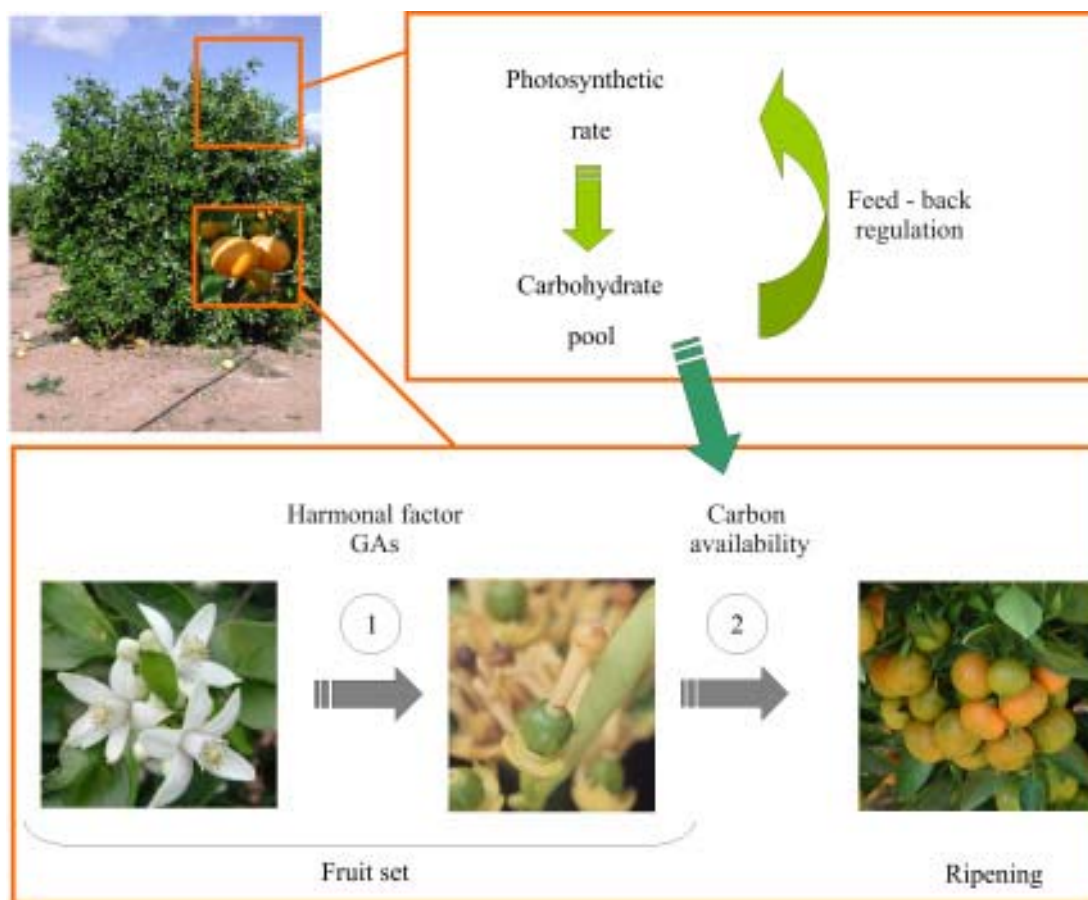 Photosynthetic
rate
Feed - back
regulation
Carbohydrate
pool
Harmonal factor
GAs
Carbon
availability
1
2
Fruit set
Ripening